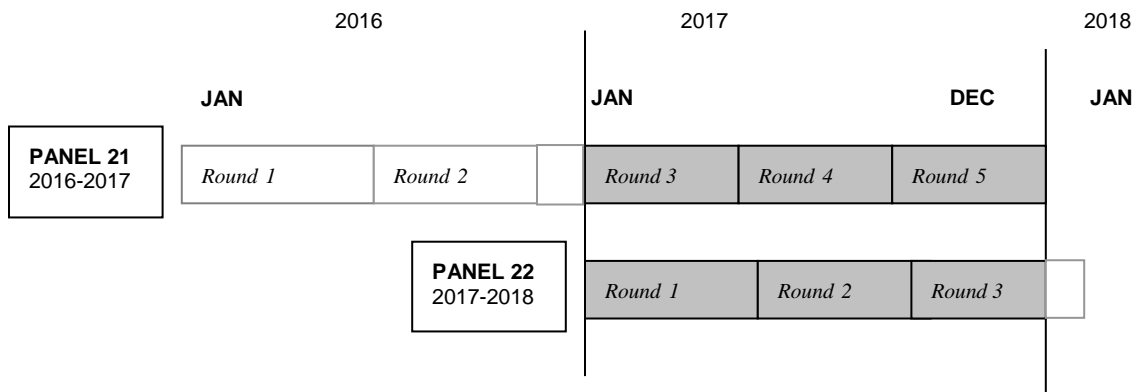 2016 2017 2018
JAN JAN DEC JAN
PANEL 21
2016-2017
Round 1 Round 2 Round 3 Round 4 Round 5
PANEL 22
2017-2018
Round 1 Round 2 Round 3